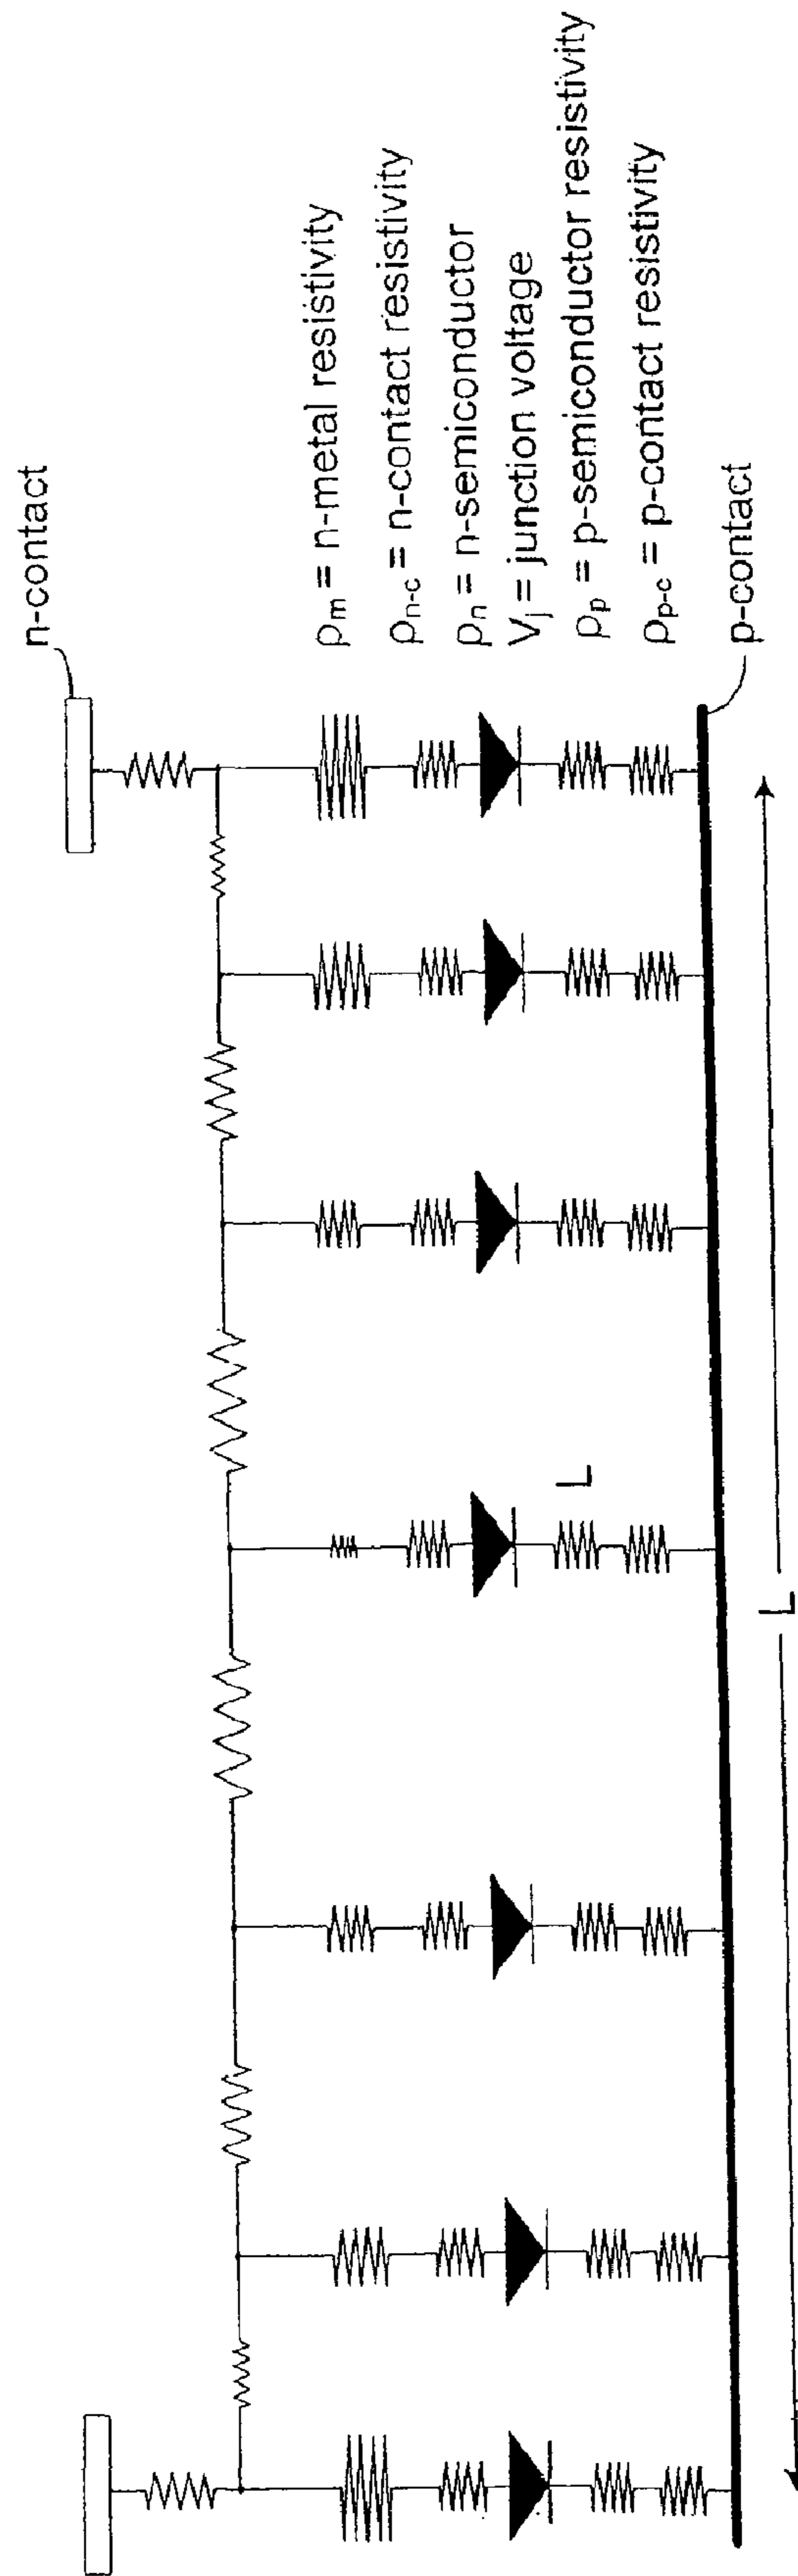 n-contact
ρm = n-metal resistivity
ρn-c = n-contact resistivity
ρn = n-semiconductor
Vj = junction voltage
ρp = p-semiconductor resistivity
ρp-c = p-contact resistivity
p-contact
L
L